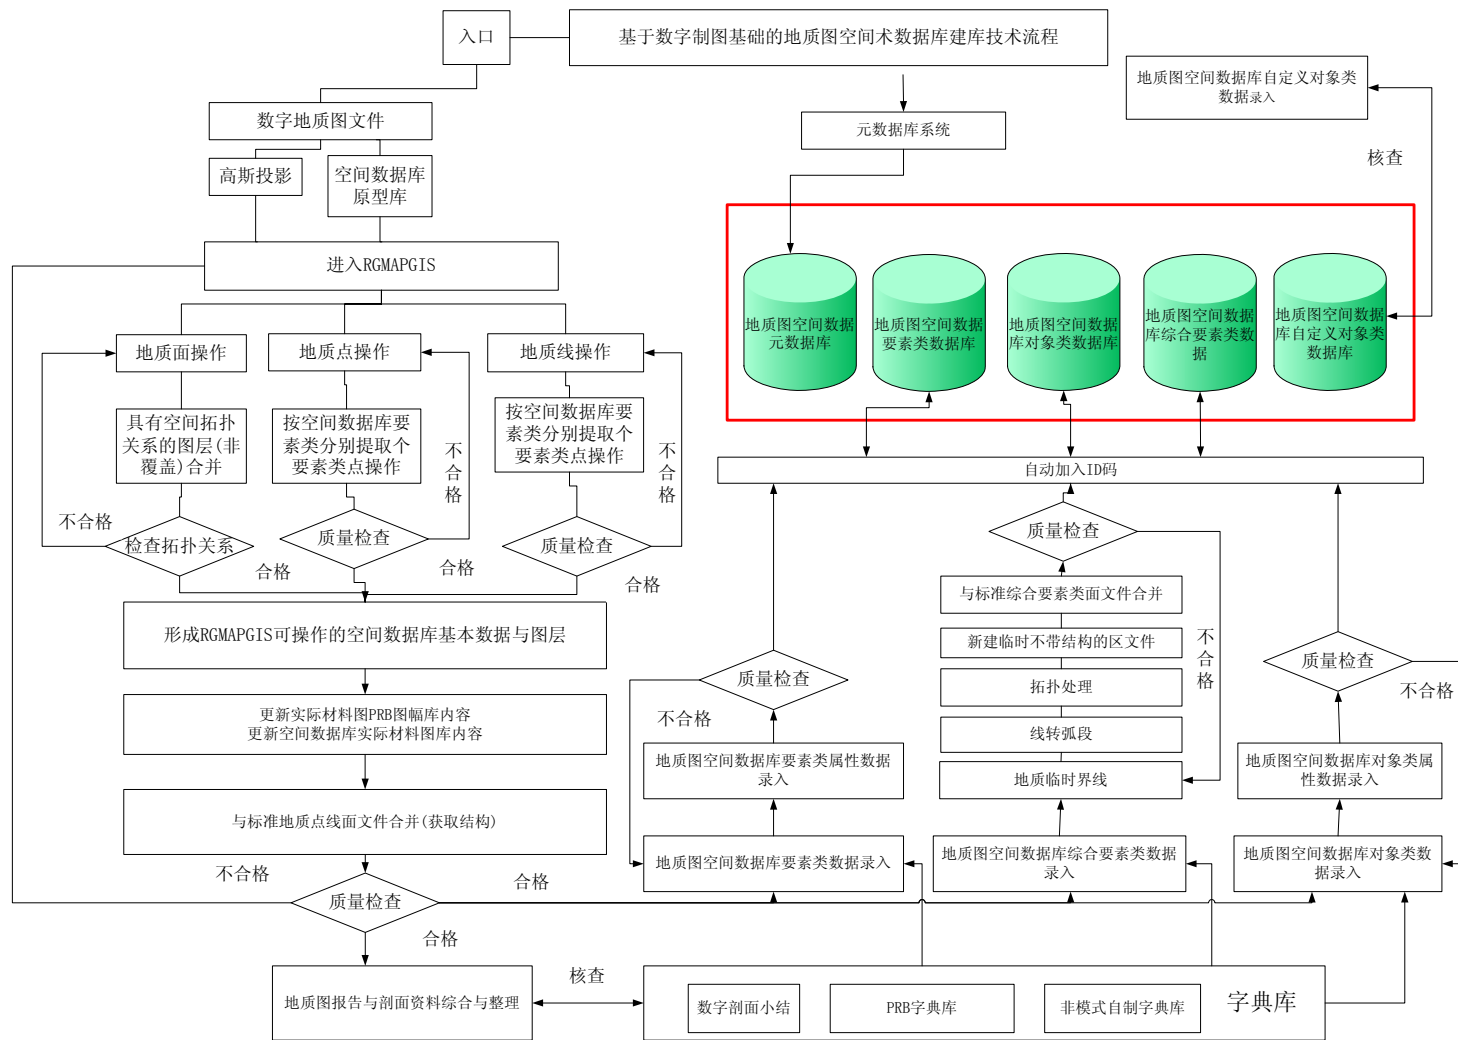 入口
基于数字制图基础的地质图空间术数据库建库技术流程
地质图空间数据库自定义对象类
数据录入
数字地质图文件
元数据库系统
核查
高斯投影
空间数据库
原型库
进入RGMAPGIS
地质图空间数据
元数据库
地质图空间数据
要素类数据库
地质图空间数据
库对象类数据库
地质图空间数据
库综合要素类数
据
地质图空间数据
库自定义对象类
数据库
地质面操作
地质点操作
地质线操作
具有空间拓扑
关系的图层(非
覆盖)合并
按空间数据库要
素类分别提取个
要素类点操作
不合格
按空间数据库要
素类分别提取个
要素类点操作
不合格
自动加入ID码
不合格
检查拓扑关系
质量检查
质量检查
合格
合格
合格
质量检查
与标准综合要素类面文件合并
新建临时不带结构的区文件
拓扑处理
线转弧段
地质临时界线
不合格
形成RGMAPGIS可操作的空间数据库基本数据与图层
质量检查
不合格
质量检查
不合格
更新实际材料图PRB图幅库内容
更新空间数据库实际材料图库内容
地质图空间数据库要素类属性数据
录入
地质图空间数据库对象类属
性数据录入
与标准地质点线面文件合并(获取结构)
地质图空间数据库要素类数据录入
地质图空间数据库综合要素类数据
录入
地质图空间数据库对象类数
据录入
不合格
合格
质量检查
合格
地质图报告与剖面资料综合与整理
核查
数字剖面小结
PRB字典库
非模式自制字典库
字典库